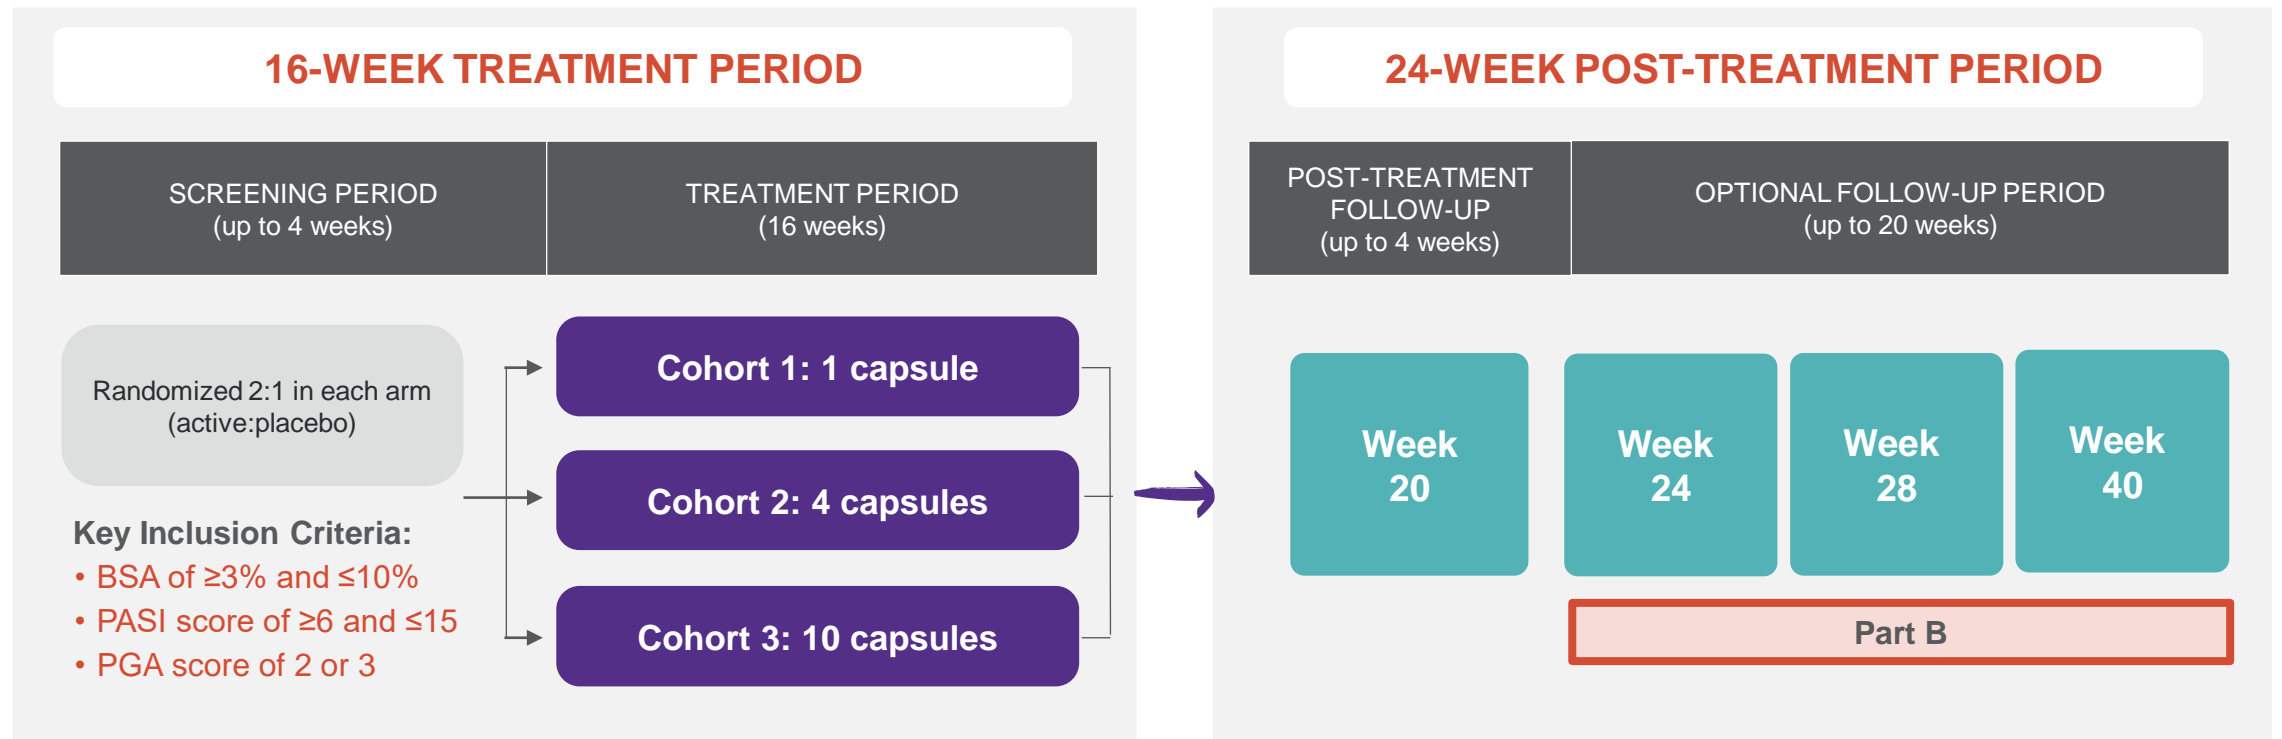 16-WEEK TREATMENT PERIOD
SCREENING PERIOD
(up to 4 weeks)
TREATMENT PERIOD
(16 weeks)
Randomized 2:1 in each arm
(active:placebo)
Key Inclusion Criteria:
• BSA of ≥3% and ≤10%
• PASI score of ≥6 and ≤15
• PGA score of 2 or 3
Cohort 1: 1 capsule
Cohort 2: 4 capsules
Cohort 3: 10 capsules
24-WEEK POST-TREATMENT PERIOD
POST-TREATMENT
FOLLOW-UP
(up to 4 weeks)
OPTIONAL FOLLOW-UP PERIOD
(up to 20 weeks)
Week
20
Week
24
Week
28
Week
40
Part B